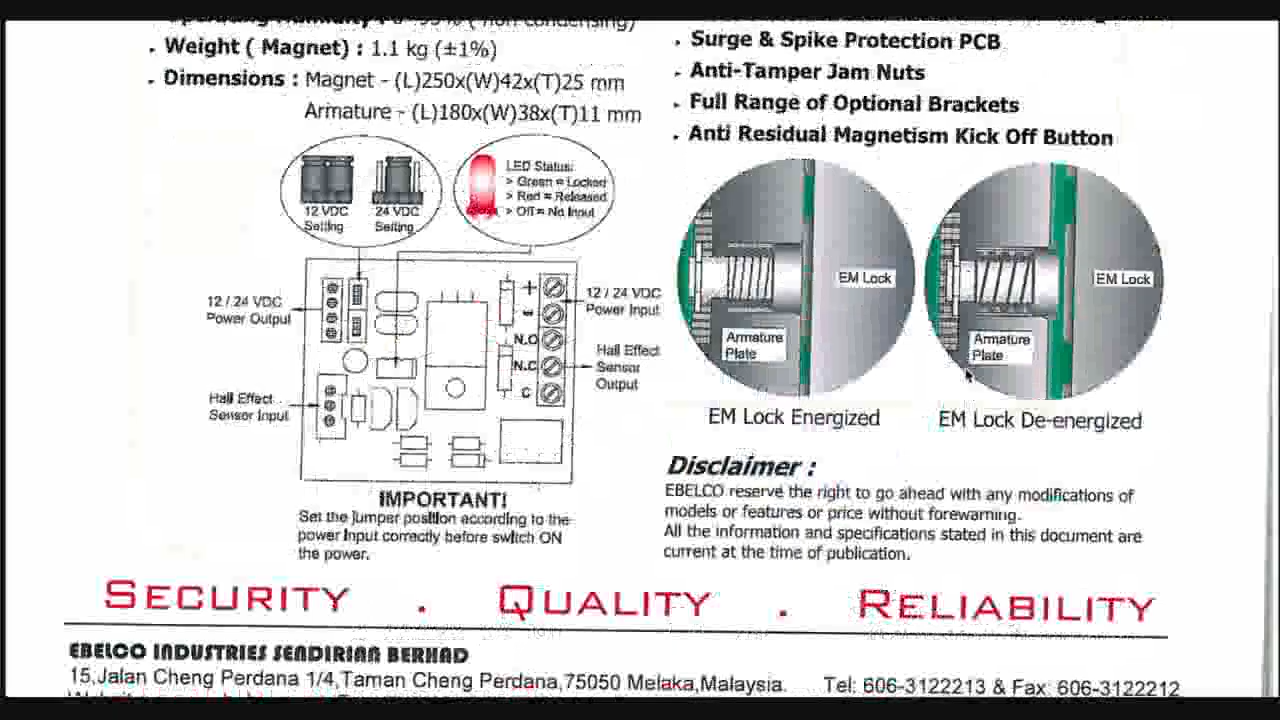 Operating Humidity : 0 - 95% ( non condensing)
. Weight ( Magnet) : 1.1 kg (±1%)
. Dimensions : Magnet - (L)250x(W)42x(T)25 mm
Armature - (L)180x(W)38x(T)11 mm
. Surge & Spike Protection PCB
. Anti-Tamper Jam Nuts
. Full Range of Optional Brackets
. Anti Residual Magnetism Kick Off Button
12 VDC
Setting
24 VDC
Setting
LED Status:
> Green = Locked
> Red = Released
> Off = No Input
12 / 24 VDC
Power Output
Hall Effect
Sensor Input
+
-
N.O
N.C
C
12 / 24 VDC
Power Input
Hall Effect
Sensor
Output
IMPORTANT!
Set the jumper position according to the
power input correctly before switch ON
the power.
EM Lock
Armature
Plate
EM Lock Energized
EM Lock
Armature
Plate
EM Lock De-energized
Disclaimer :
EBELCO reserve the right to go ahead with any modifications of
models or features or price without forewarning.
All the information and specifications stated in this document are
current at the time of publication.
SECURITY . QUALITY . RELIABILITY
EBELCO INDUSTRIES SENDIRIAN BERHAD
15,Jalan Cheng Perdana 1/4,Taman Cheng Perdana,75050 Melaka,Malaysia. Tel: 606-3122213 & Fax: 606-3122212